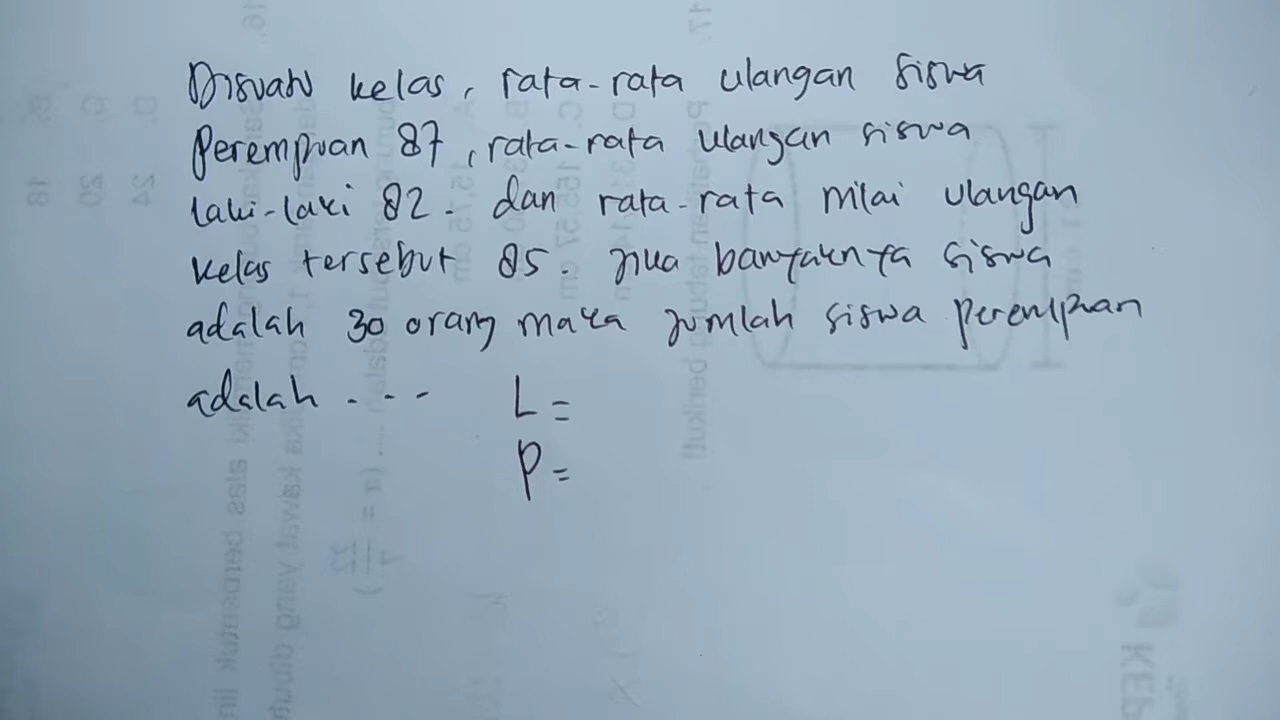 Disuatu kelas, rata-rata ulangan siswa
Perempuan 87, rata-rata ulangan siswa
laki-laki 82. dan rata-rata nilai ulangan
kelas tersebut 85. jika banyaknya siswa
adalah 30 orang maka jumlah siswa perempuan
adalah ....
L =
P =